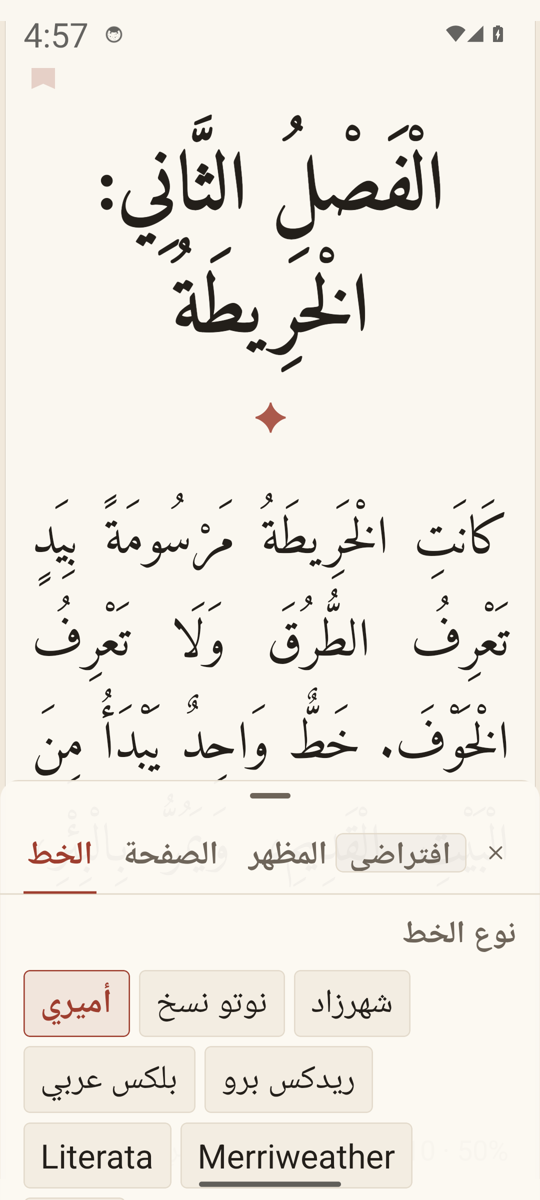 4:57
الْفَصْلُ الثَّانِي:
الْخَرِيطَةُ
كَانَتِ الْخَرِيطَةُ مَرْسُومَةً بِيَدٍ
تَعْرِفُ الطُّرُقَ وَلَا تَعْرِفُ
الْخَوْفَ. خَطٌّ وَاحِدٌ يَبْدَأُ مِنَ
الخط الصفحة المظهر افتراضي ×
نوع الخط
أميري نوتو نسخ شهرزاد
بلكس عربي ريدكس برو
Literata Merriweather
50%